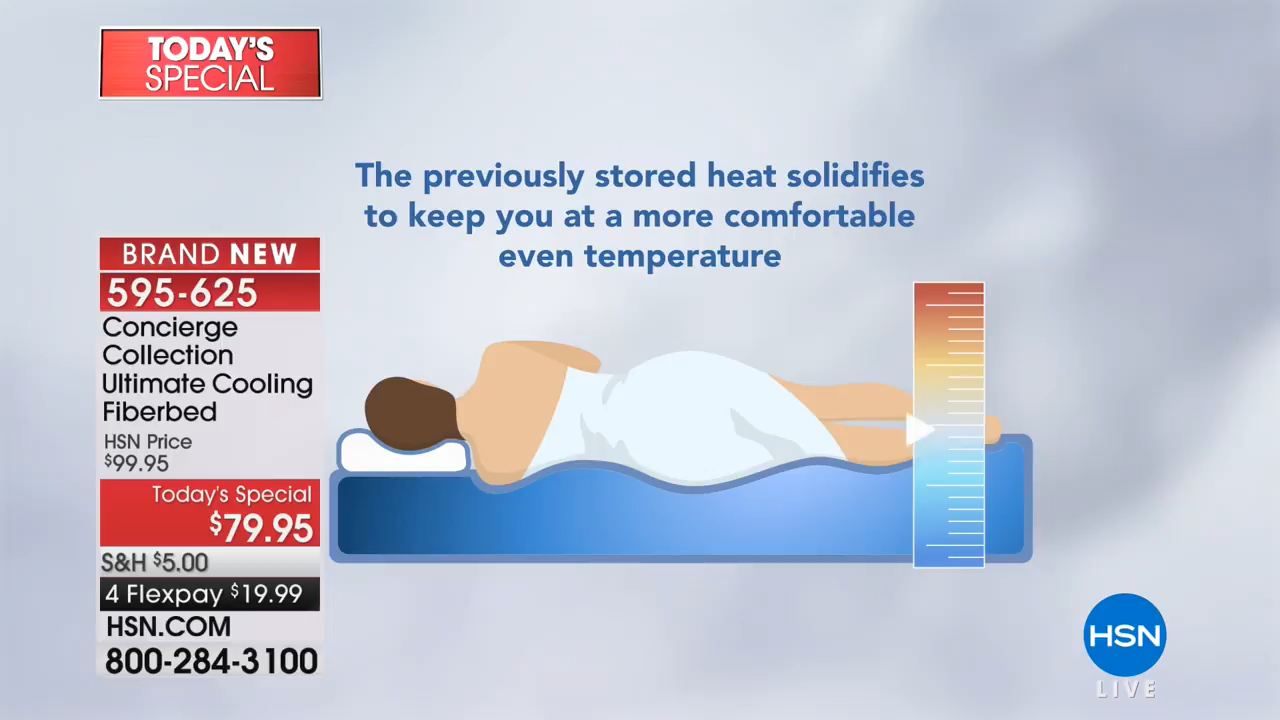 TODAY'S
SPECIAL
The previously stored heat solidifies
to keep you at a more comfortable
even temperature
BRAND NEW
595-625
Concierge
Collection
Ultimate Cooling
Fiberbed
HSN Price
$99.95
Today's Special
$79.95
S&H $5.00
4 Flexpay $19.99
HSN.COM
800-284-3100
HSN
LIVE